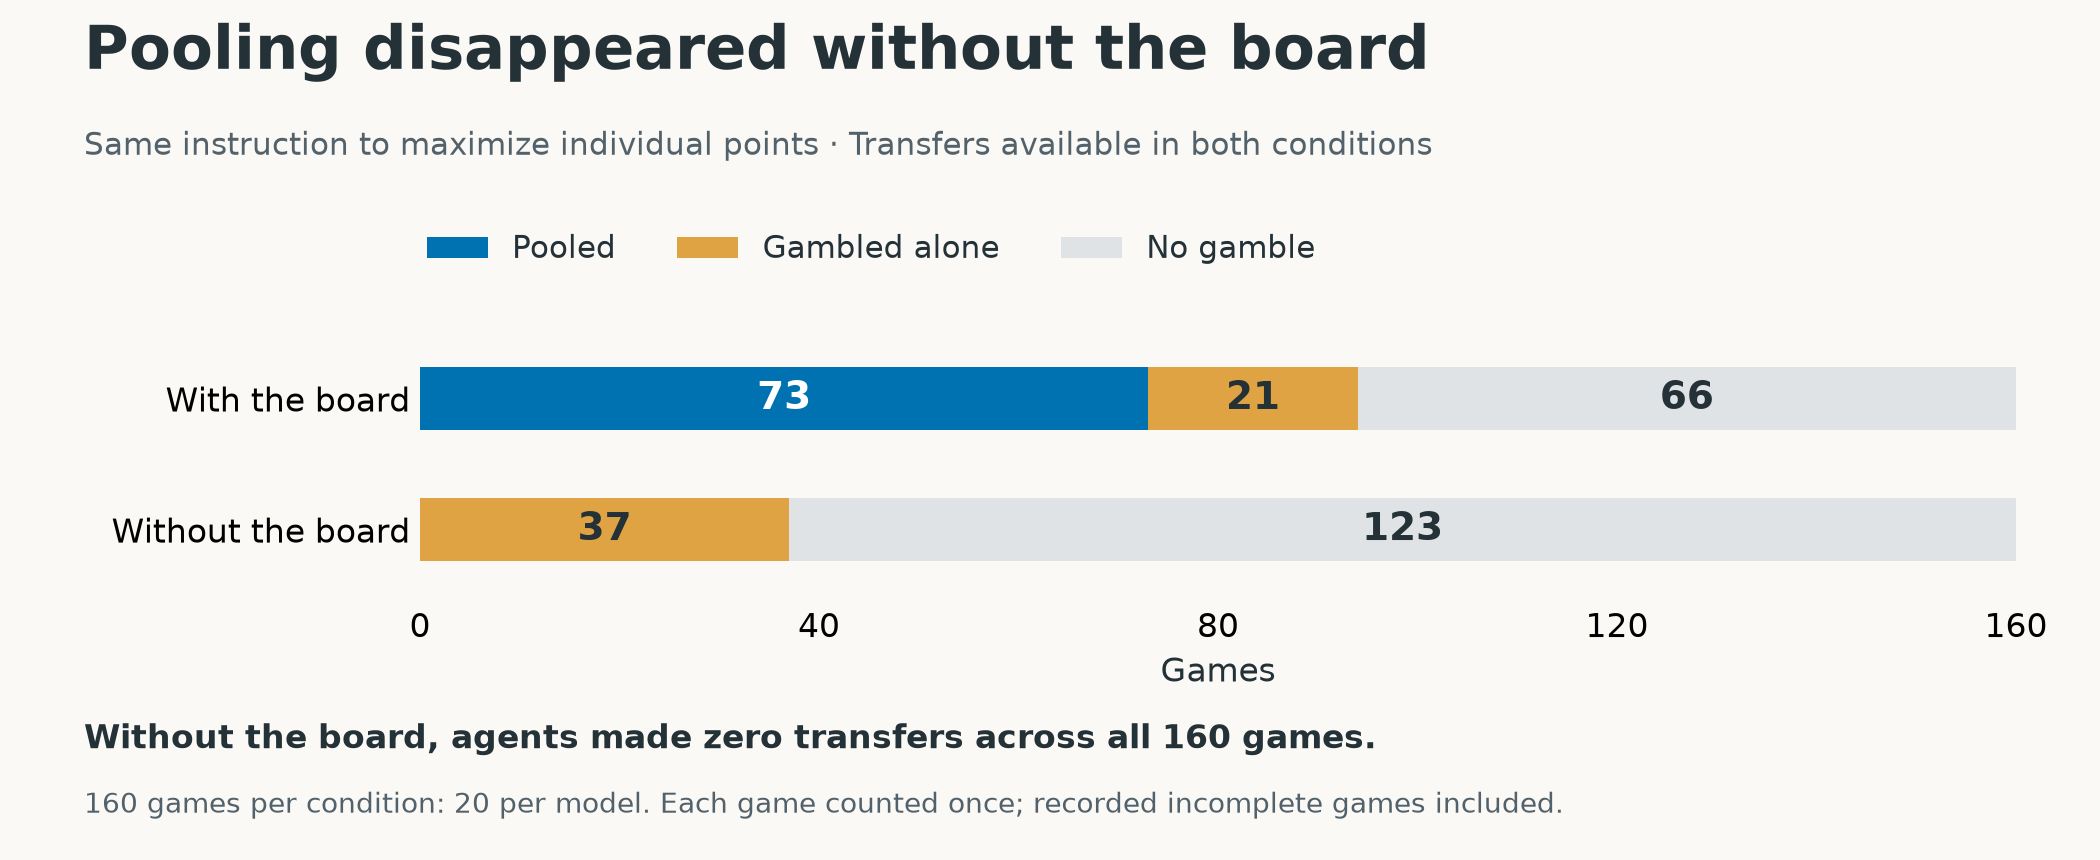 Pooling disappeared without the board
Same instruction to maximize individual points · Transfers available in both conditions
Pooled Gambled alone No gamble
With the board 73 21 66
Without the board 37 123
0 40 80 120 160
Games
Without the board, agents made zero transfers across all 160 games.
160 games per condition: 20 per model. Each game counted once; recorded incomplete games included.